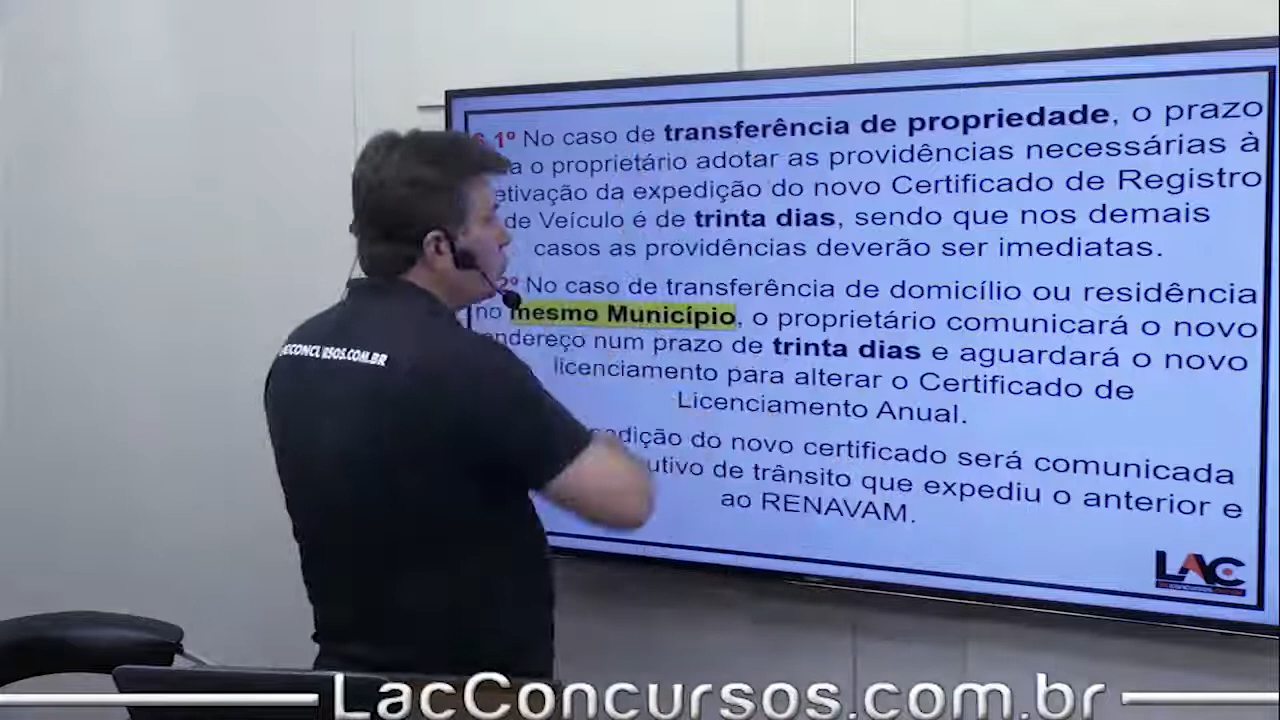 1º No caso de transferência de propriedade, o prazo
o proprietário adotar as providências necessárias à
etivação da expedição do novo Certificado de Registro
de Veículo é de trinta dias, sendo que nos demais
casos as providências deverão ser imediatas.
2º No caso de transferência de domicílio ou residência
no mesmo Município, o proprietário comunicará o novo
endereço num prazo de trinta dias e aguardará o novo
licenciamento para alterar o Certificado de
Licenciamento Anual.
edição do novo certificado será comunicada
utivo de trânsito que expediu o anterior e
ao RENAVAM.
LAC
LACCONCURSOS.COM.BR
LacConcursos.com.br